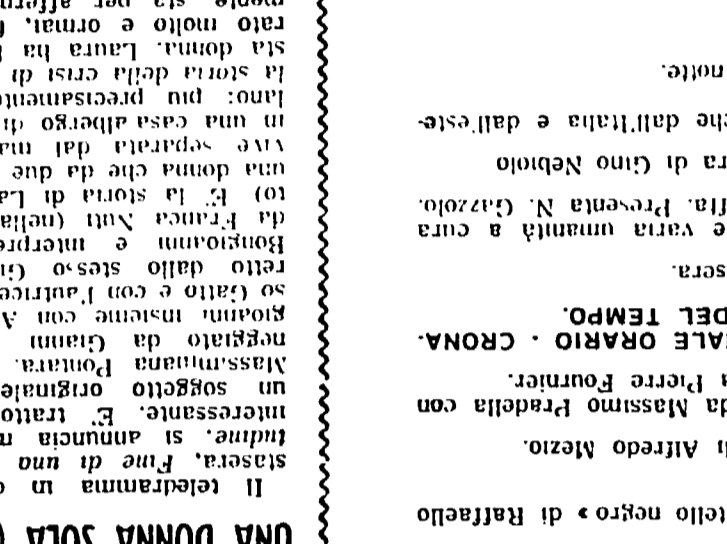 tello negro » di Raffaello
di Alfredo Mezio.
da Massimo Pradella con
Pierre Fournier.
ORARIO - CRONA-
DEL TEMPO.
sera.
e varia umanità a cura
ffa. Presenta N. Gazzolo.
ra di Gino Nebiolo
che dall'Italia e dall'este-
notte.
UNA DONNA SOLA (
Il teledramma in
stasera, Fine di una
tudine, si annuncia
interessante. E' tratto
un soggetto originale
Massimiliana Pontara.
neggiato da Gianni
gioanni insieme con A
so Gatto e con l'autrice
retto dallo stesso Gi
Bongioanni e interpre
da Franca Nuti (nella
to) E' la storia di La
una donna che da due
vive separata dal ma
in una casa albergo di
lano: più precisamente
la storia della crisi di
sta donna. Laura ha
rato molto e ormai,
mente sta per afferm